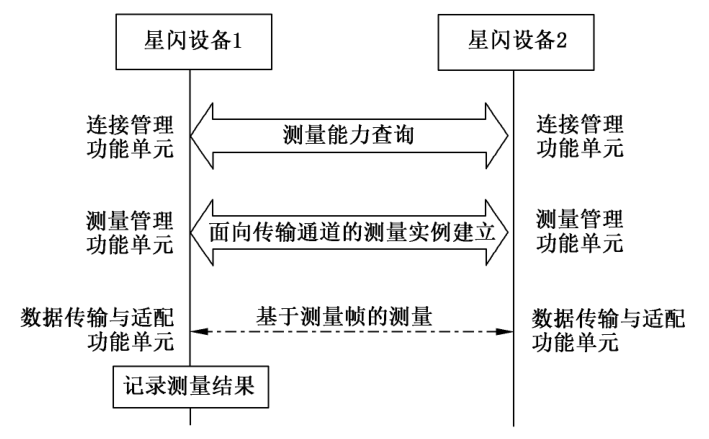 星闪设备1
星闪设备2
连接管理
功能单元
测量能力查询
连接管理
功能单元
测量管理
功能单元
面向传输通道的测量实例建立
测量管理
功能单元
数据传输与适配
功能单元
基于测量帧的测量
数据传输与适配
功能单元
记录测量结果